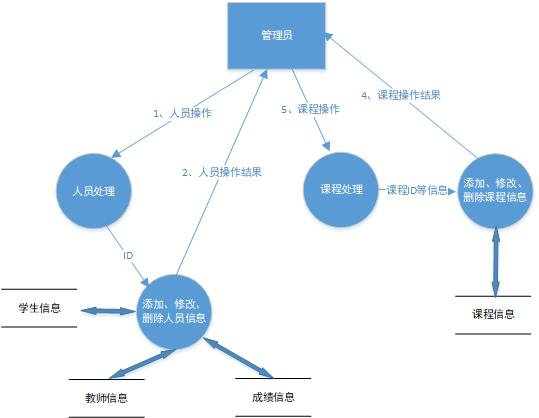 管理员
1、人员操作
5、课程操作
4、课程操作结果
2、人员操作结果
人员处理
课程处理
课程ID等信息
添加、修改、
删除课程信息
ID
学生信息
添加、修改、
删除人员信息
课程信息
教师信息
成绩信息